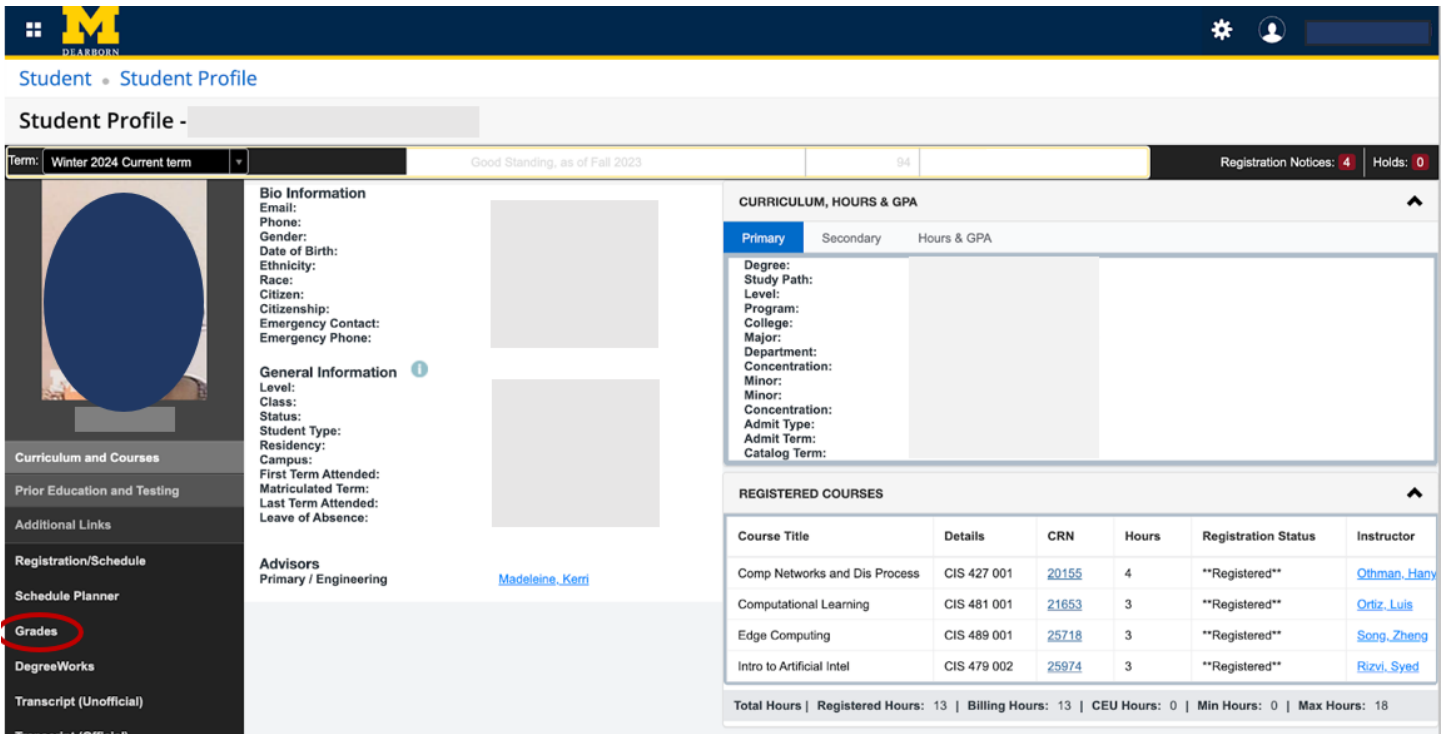 M
DEARBORN
Student • Student Profile
Student Profile -
Term: Winter 2024 Current term
Good Standing, as of Fall 2023
94
Registration Notices: 4
Holds: 0
Curriculum and Courses
Prior Education and Testing
Additional Links
Registration/Schedule
Schedule Planner
Grades
DegreeWorks
Transcript (Unofficial)
Bio Information
Email:
Phone:
Gender:
Date of Birth:
Ethnicity:
Race:
Citizen:
Citizenship:
Emergency Contact:
Emergency Phone:
General Information i
Level:
Class:
Status:
Student Type:
Residency:
Campus:
First Term Attended:
Matriculated Term:
Last Term Attended:
Leave of Absence:
Advisors
Primary / Engineering Madeleine, Kerri
CURRICULUM, HOURS & GPA
Primary Secondary Hours & GPA
Degree:
Study Path:
Level:
Program:
College:
Major:
Department:
Concentration:
Minor:
Minor:
Concentration:
Admit Type:
Admit Term:
Catalog Term:
REGISTERED COURSES
Course Title Details CRN Hours Registration Status Instructor
Comp Networks and Dis Process CIS 427 001 20155 4 **Registered** Othman, Hany
Computational Learning CIS 481 001 21653 3 **Registered** Ortiz, Luis
Edge Computing CIS 489 001 25718 3 **Registered** Song, Zheng
Intro to Artificial Intel CIS 479 002 25974 3 **Registered** Rizvi, Syed
Total Hours | Registered Hours: 13 | Billing Hours: 13 | CEU Hours: 0 | Min Hours: 0 | Max Hours: 18